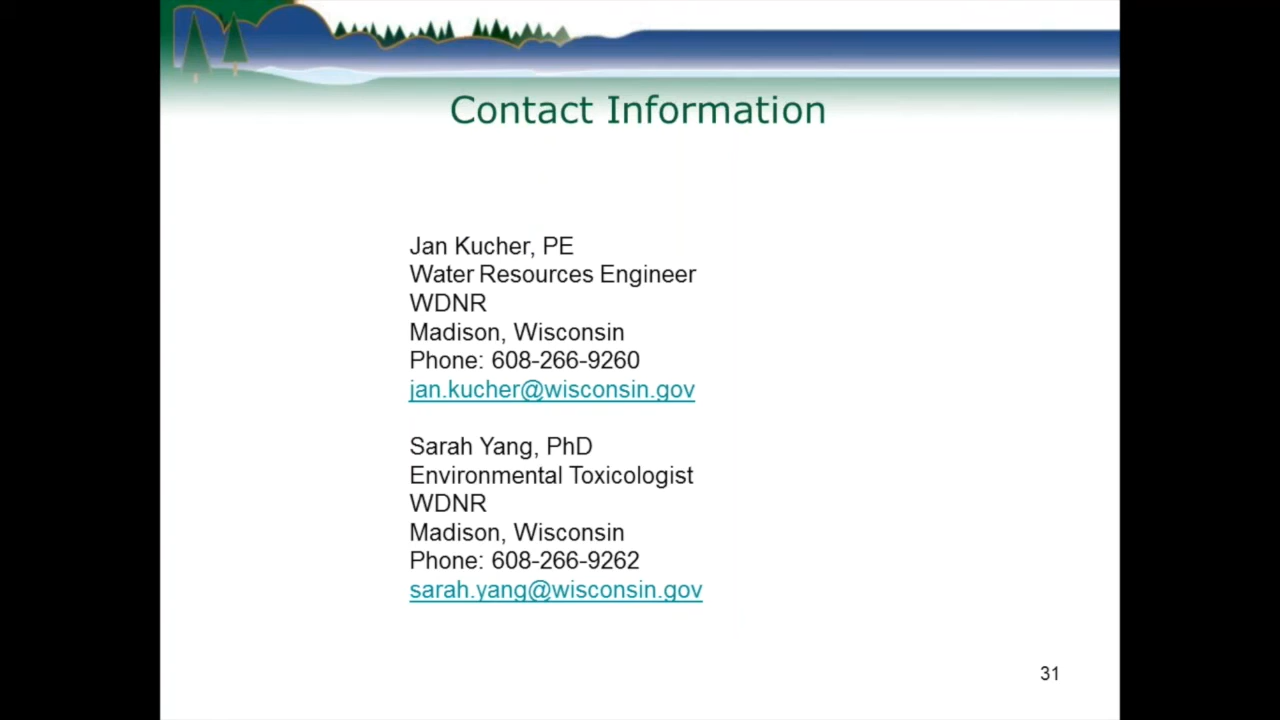 Contact Information
Jan Kucher, PE
Water Resources Engineer
WDNR
Madison, Wisconsin
Phone: 608-266-9260
jan.kucher@wisconsin.gov
Sarah Yang, PhD
Environmental Toxicologist
WDNR
Madison, Wisconsin
Phone: 608-266-9262
sarah.yang@wisconsin.gov
31